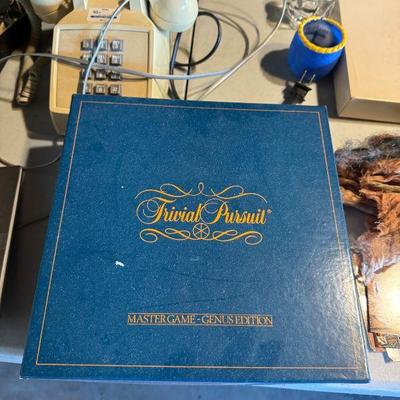 Trivial Pursuit®
MASTER GAME - GENUS EDITION